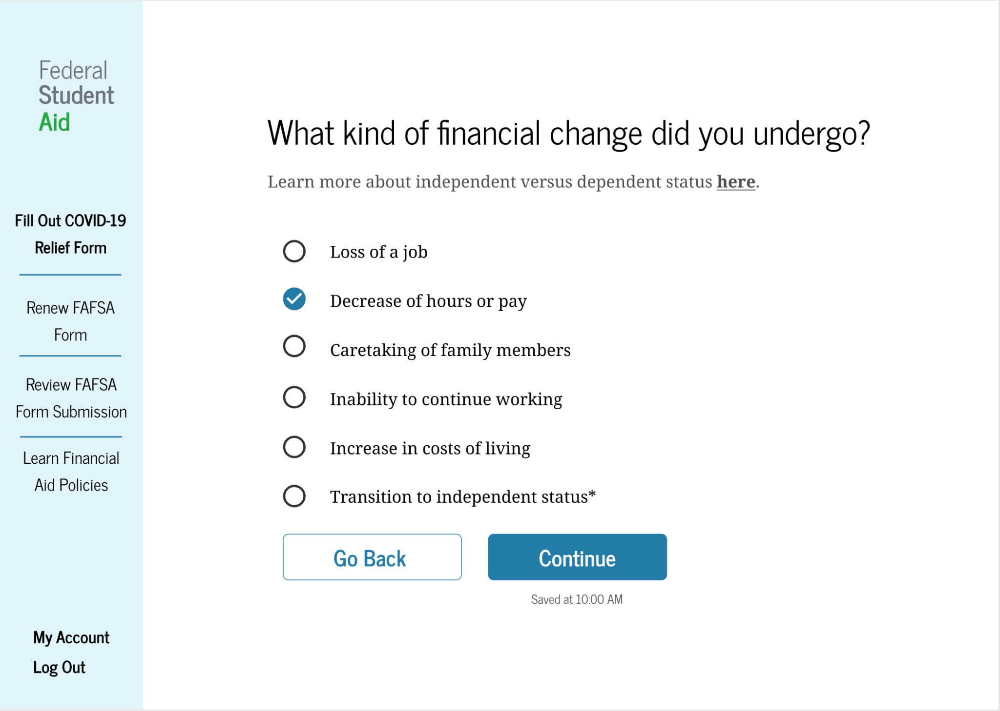 Federal
Student
Aid
Fill Out COVID-19
Relief Form
Renew FAFSA
Form
Review FAFSA
Form Submission
Learn Financial
Aid Policies
My Account
Log Out
What kind of financial change did you undergo?
Learn more about independent versus dependent status here.
Loss of a job
Decrease of hours or pay
Caretaking of family members
Inability to continue working
Increase in costs of living
Transition to independent status*
Go Back
Continue
Saved at 10:00 AM